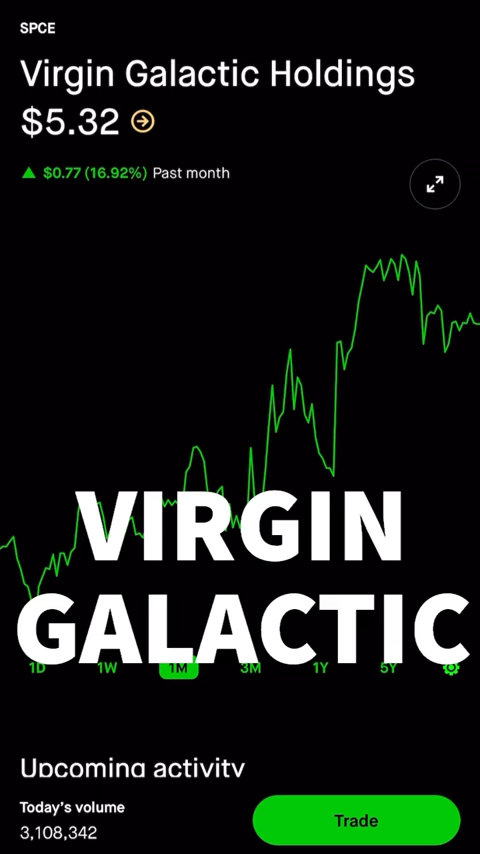 SPCE
Virgin Galactic Holdings
$5.32
▲ $0.77 (16.92%) Past month
VIRGIN
GALACTIC
1D 1W 1M 3M 1Y 5Y
Upcoming activity
Today's volume
3,108,342
Trade